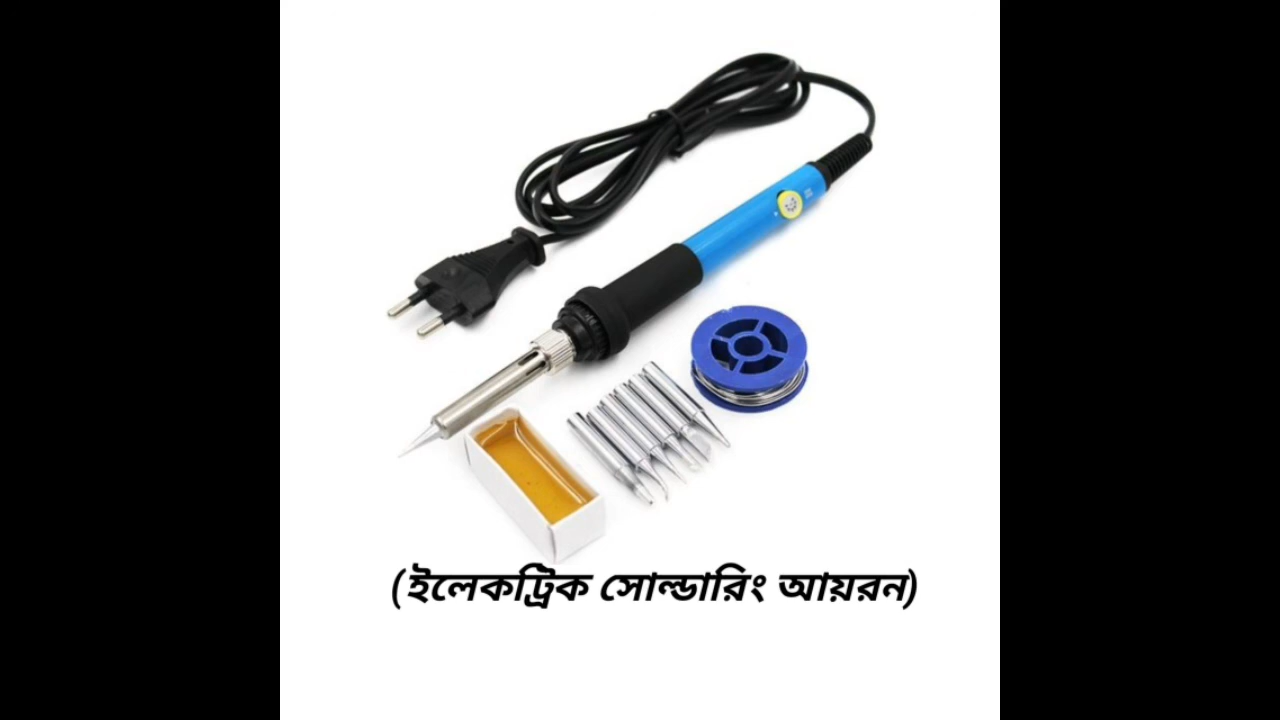 (ইলেকট্রিক সোল্ডারিং আয়রন)